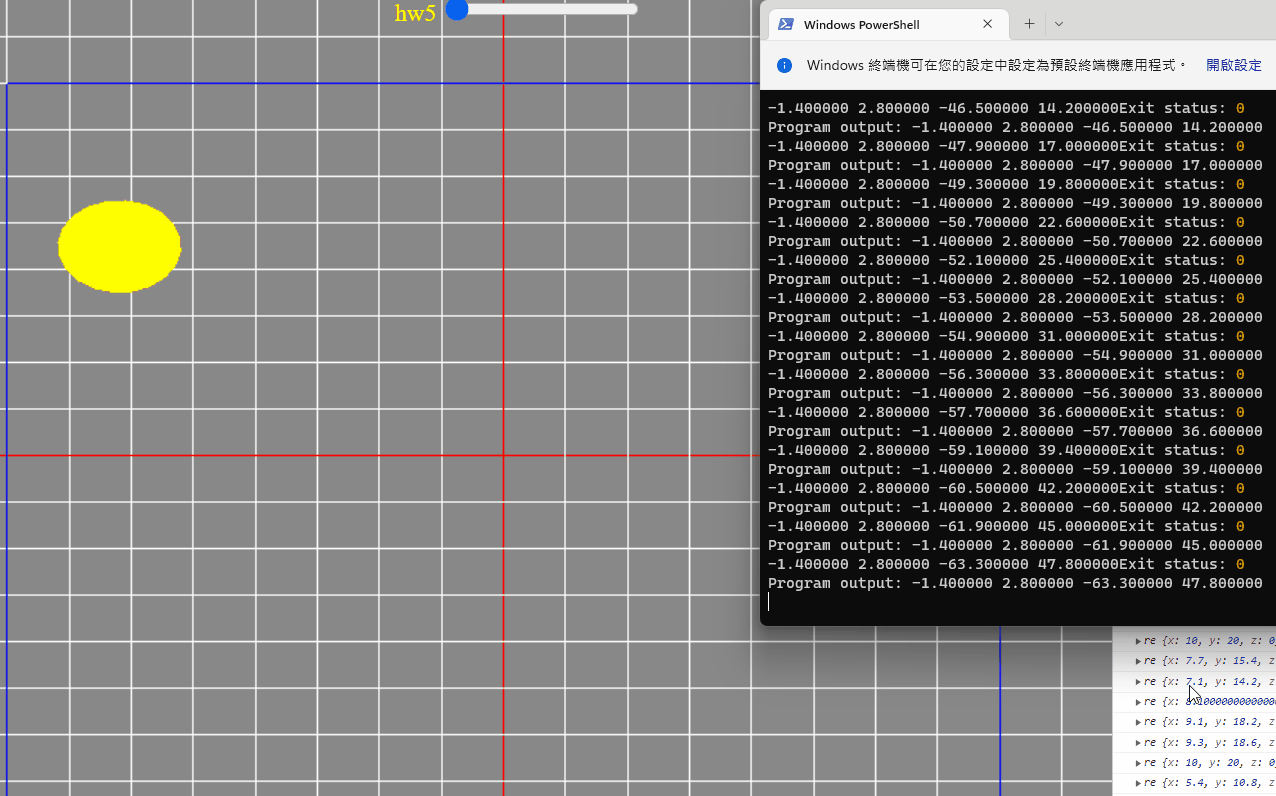 hw5
Windows PowerShell
Windows 終端機可在您的設定中設定為預設終端機應用程式。 開啟設定
-1.400000 2.800000 -46.500000 14.200000Exit status: 0
Program output: -1.400000 2.800000 -46.500000 14.200000
-1.400000 2.800000 -47.900000 17.000000Exit status: 0
Program output: -1.400000 2.800000 -47.900000 17.000000
-1.400000 2.800000 -49.300000 19.800000Exit status: 0
Program output: -1.400000 2.800000 -49.300000 19.800000
-1.400000 2.800000 -50.700000 22.600000Exit status: 0
Program output: -1.400000 2.800000 -50.700000 22.600000
-1.400000 2.800000 -52.100000 25.400000Exit status: 0
Program output: -1.400000 2.800000 -52.100000 25.400000
-1.400000 2.800000 -53.500000 28.200000Exit status: 0
Program output: -1.400000 2.800000 -53.500000 28.200000
-1.400000 2.800000 -54.900000 31.000000Exit status: 0
Program output: -1.400000 2.800000 -54.900000 31.000000
-1.400000 2.800000 -56.300000 33.800000Exit status: 0
Program output: -1.400000 2.800000 -56.300000 33.800000
-1.400000 2.800000 -57.700000 36.600000Exit status: 0
Program output: -1.400000 2.800000 -57.700000 36.600000
-1.400000 2.800000 -59.100000 39.400000Exit status: 0
Program output: -1.400000 2.800000 -59.100000 39.400000
-1.400000 2.800000 -60.500000 42.200000Exit status: 0
Program output: -1.400000 2.800000 -60.500000 42.200000
-1.400000 2.800000 -61.900000 45.000000Exit status: 0
Program output: -1.400000 2.800000 -61.900000 45.000000
-1.400000 2.800000 -63.300000 47.800000Exit status: 0
Program output: -1.400000 2.800000 -63.300000 47.800000
re {x: 10, y: 20, z: 0
re {x: 7.7, y: 15.4, z
re {x: 7.1, y: 14.2, z
re {x:
re {x: 9.1, y: 18.2, z
re {x: 9.3, y: 18.6, z
re {x: 10, y: 20, z: 0
re {x: 5.4, y: 10.8, z